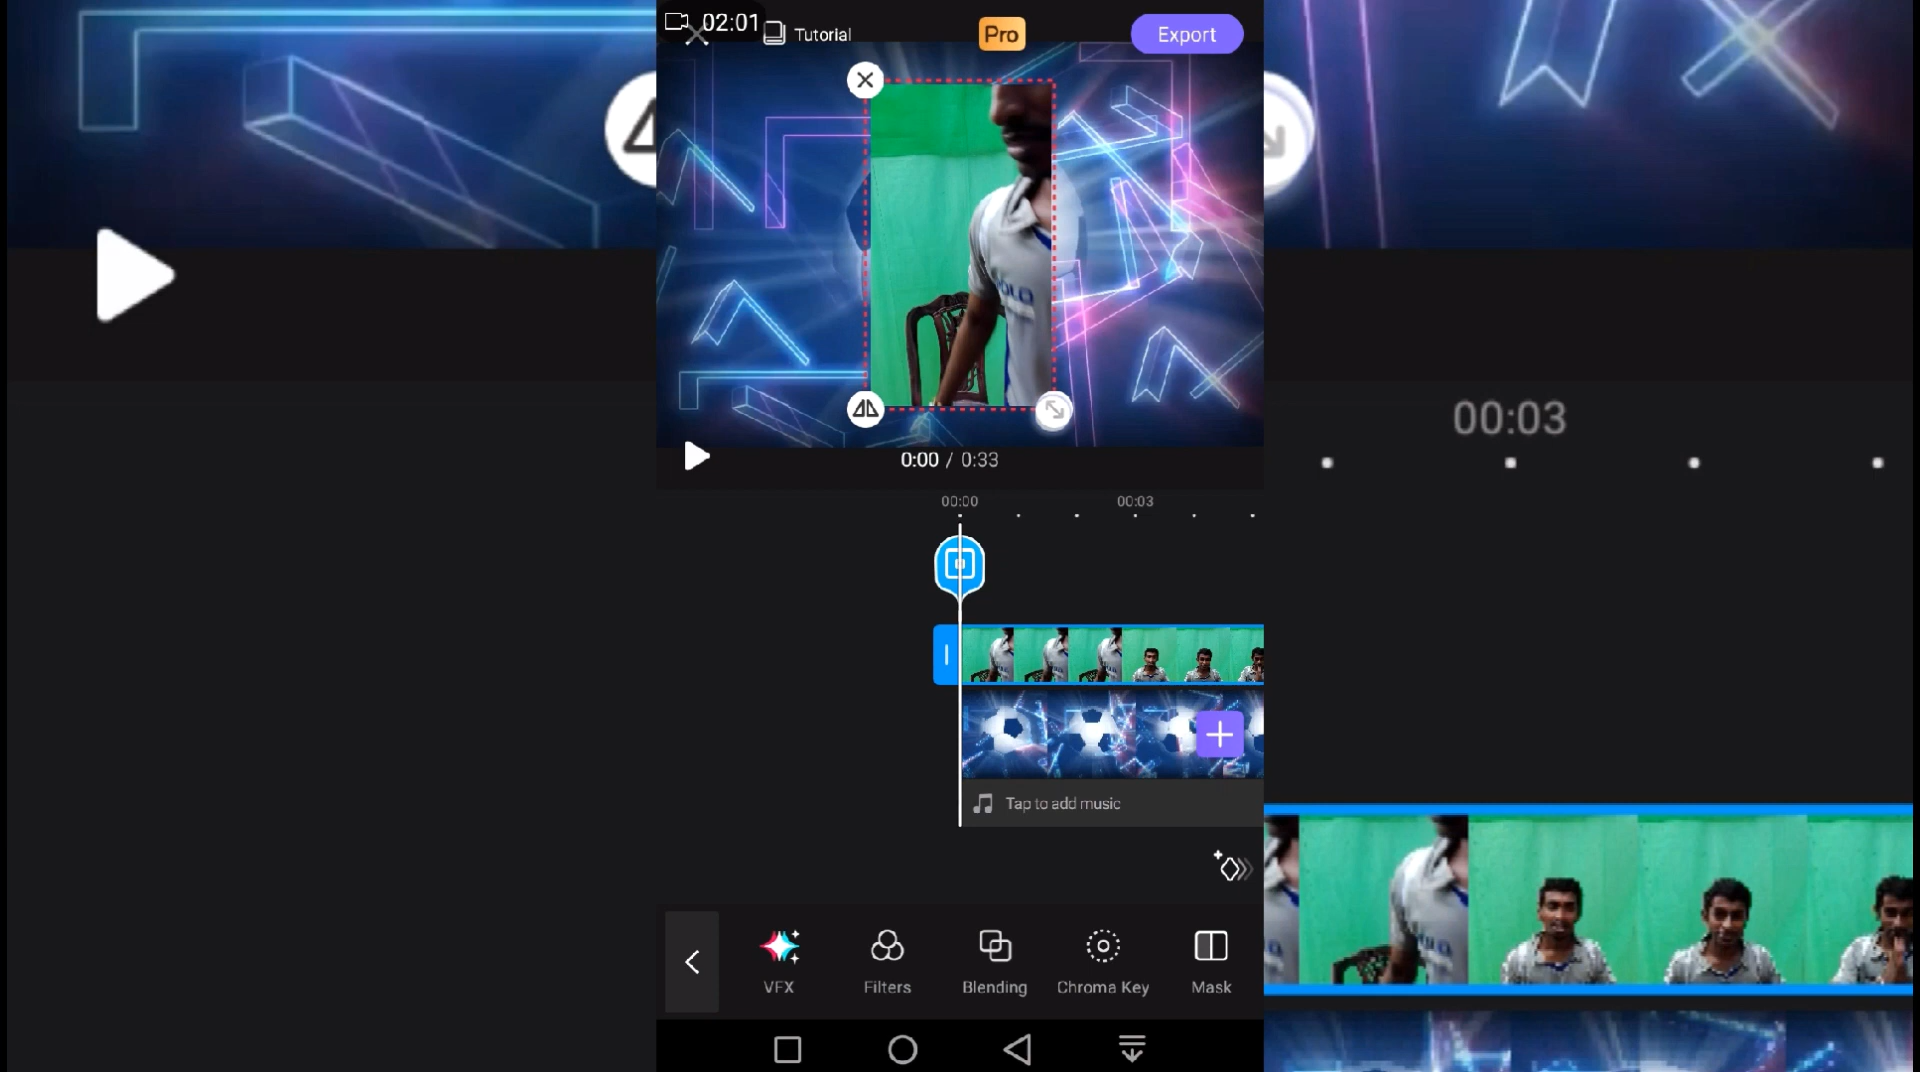 02:01
Tutorial
Pro
Export
0:00 / 0:33
00:00
00:03
00:03
Tap to add music
VFX
Filters
Blending
Chroma Key
Mask